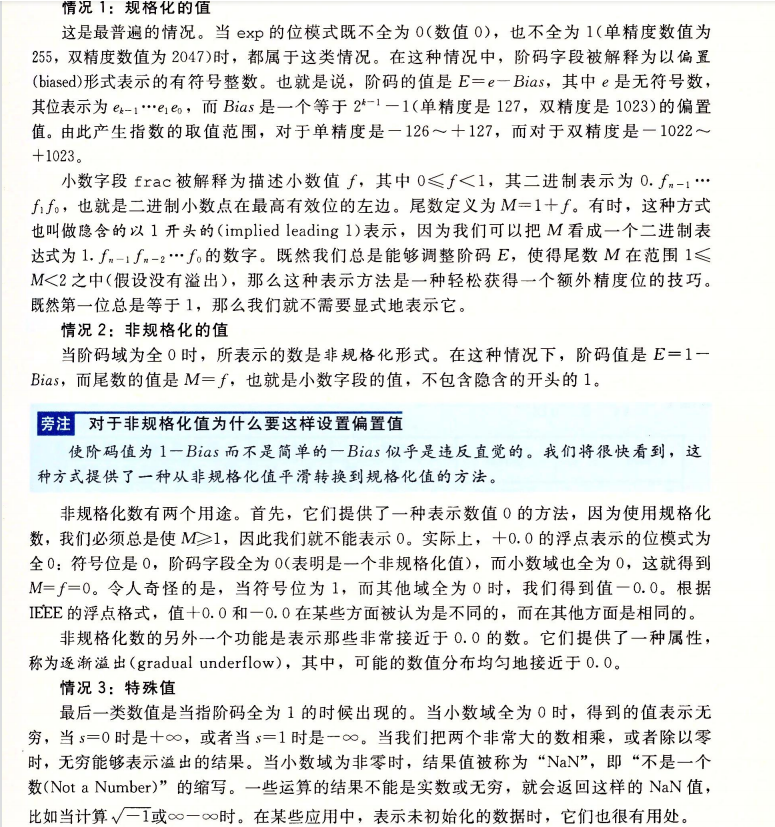 情况 1：规格化的值
这是最普遍的情况。当 exp 的位模式既不全为 0(数值 0)，也不全为 1(单精度数值为
255，双精度数值为 2047)时，都属于这类情况。在这种情况中，阶码字段被解释为以偏置
(biased)形式表示的有符号整数。也就是说，阶码的值是 E=e−Bias，其中 e 是无符号数，
其位表示为 eₖ₋₁⋯e₁e₀，而 Bias 是一个等于 2ᵏ⁻¹−1(单精度是 127，双精度是 1023)的偏置
值。由此产生指数的取值范围，对于单精度是−126～+127，而对于双精度是−1022～
+1023。
小数字段 frac 被解释为描述小数值 f，其中 0≤f<1，其二进制表示为 0.fₙ₋₁⋯
f₁f₀，也就是二进制小数点在最高有效位的左边。尾数定义为 M=1+f。有时，这种方式
也叫做隐含的以 1 开头的(implied leading 1)表示，因为我们可以把 M 看成一个二进制表
达式为 1.fₙ₋₁fₙ₋₂⋯f₀的数字。既然我们总是能够调整阶码 E，使得尾数 M 在范围 1≤
M<2 之中(假设没有溢出)，那么这种表示方法是一种轻松获得一个额外精度位的技巧。
既然第一位总是等于 1，那么我们就不需要显式地表示它。
情况 2：非规格化的值
当阶码域为全 0 时，所表示的数是非规格化形式。在这种情况下，阶码值是 E=1−
Bias，而尾数的值是 M=f，也就是小数字段的值，不包含隐含的开头的 1。
旁注 对于非规格化值为什么要这样设置偏置值
使阶码值为 1−Bias 而不是简单的−Bias 似乎是违反直觉的。我们将很快看到，这
种方式提供了一种从非规格化值平滑转换到规格化值的方法。
非规格化数有两个用途。首先，它们提供了一种表示数值 0 的方法，因为使用规格化
数，我们必须总是使 M≥1，因此我们就不能表示 0。实际上，+0.0 的浮点表示的位模式为
全 0：符号位是 0，阶码字段全为 0(表明是一个非规格化值)，而小数域也全为 0，这就得到
M=f=0。令人奇怪的是，当符号位为 1，而其他域全为 0 时，我们得到值−0.0。根据
IEEE 的浮点格式，值+0.0 和−0.0 在某些方面被认为是不同的，而在其他方面是相同的。
非规格化数的另外一个功能是表示那些非常接近于 0.0 的数。它们提供了一种属性，
称为逐渐溢出(gradual underflow)，其中，可能的数值分布均匀地接近于 0.0。
情况 3：特殊值
最后一类数值是当指阶码全为 1 的时候出现的。当小数域全为 0 时，得到的值表示无
穷，当 s=0 时是+∞，或者当 s=1 时是−∞。当我们把两个非常大的数相乘，或者除以零
时，无穷能够表示溢出的结果。当小数域为非零时，结果值被称为“NaN”，即“不是一个
数(Not a Number)”的缩写。一些运算的结果不能是实数或无穷，就会返回这样的 NaN 值，
比如当计算√−1或∞−∞时。在某些应用中，表示未初始化的数据时，它们也很有用处。